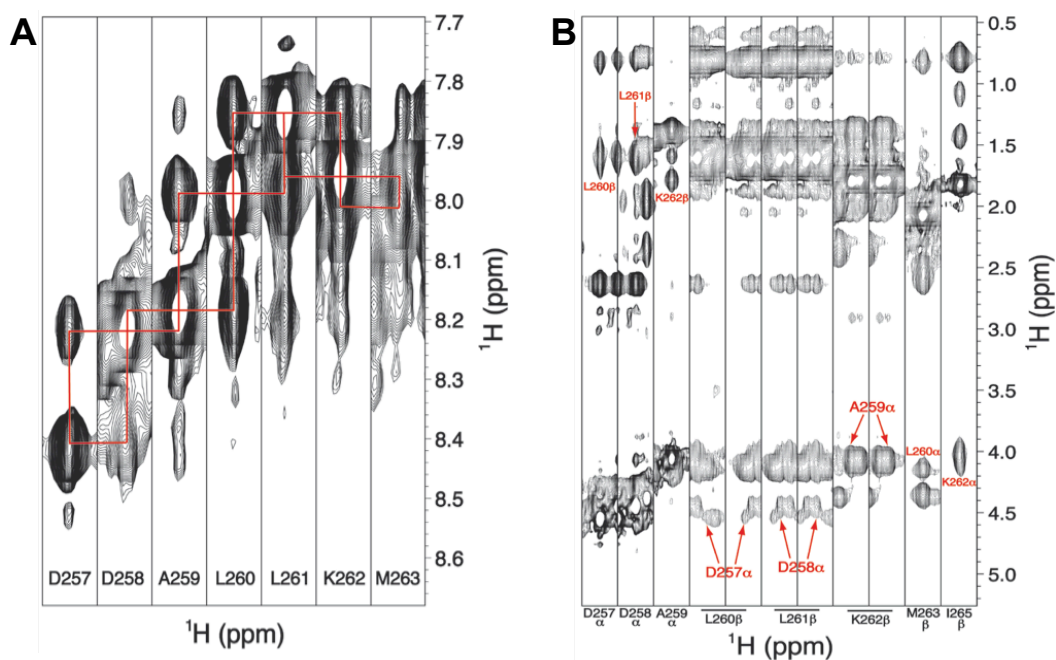 A
7.7
7.8
7.9
8.0
8.1
8.2
8.3
8.4
8.5
8.6
¹H (ppm)
D257 D258 A259 L260 L261 K262 M263
¹H (ppm)
B
0.5
1.0
1.5
2.0
2.5
3.0
3.5
4.0
4.5
5.0
¹H (ppm)
L261β
L260β
K262β
A259α
L260α
K262α
D257α
D258α
D257 D258 A259 L260β L261β K262β M263 I265
α α α β β
¹H (ppm)